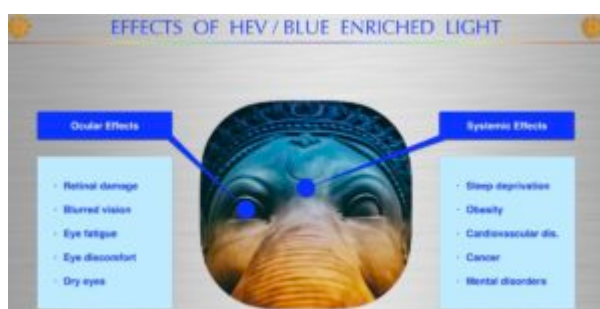 EFFECTS OF HEV / BLUE ENRICHED LIGHT
Ocular Effects
· Retinal damage
· Blurred vision
· Eye fatigue
· Eye discomfort
· Dry eyes
Systemic Effects
· Sleep deprivation
· Obesity
· Cardiovascular dis.
· Cancer
· Mental disorders